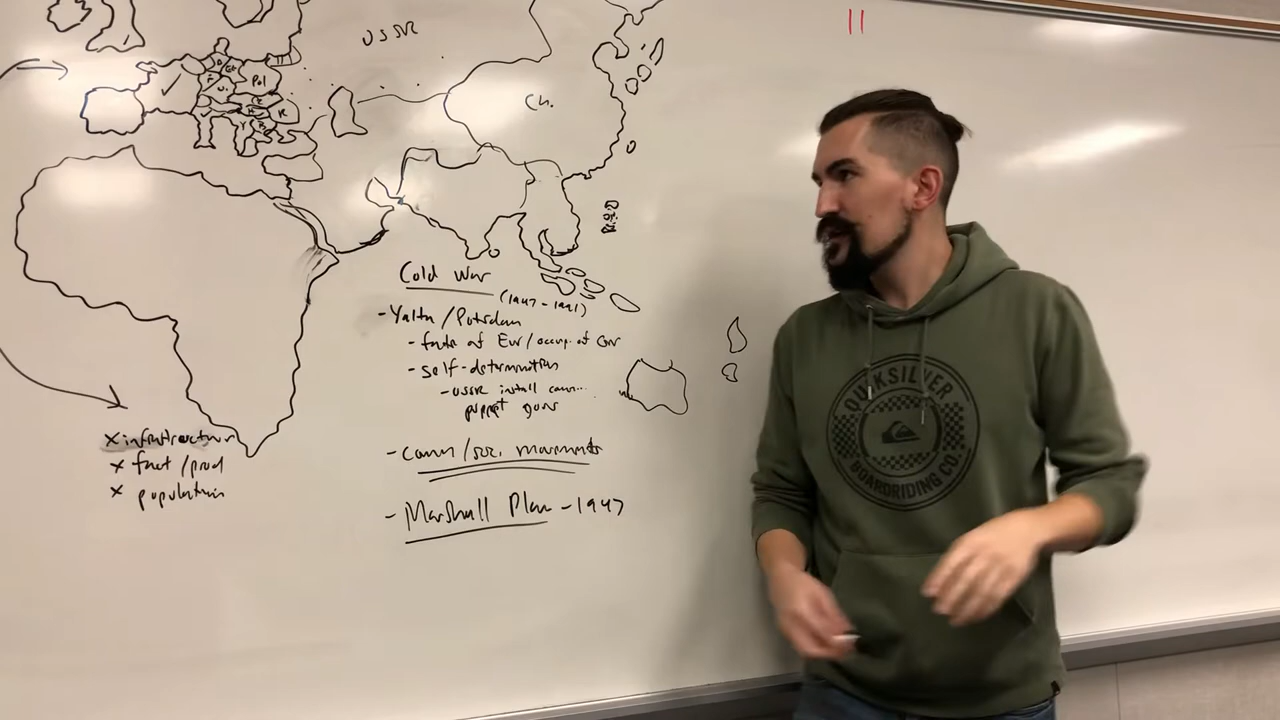 USSR
Pol
Ch.
11
Cold War
(1947-1991)
- Yalta/Potsdam
- fate of Eur/occup. of Ger
- self-determination
- USSR install comm...
puppet govs
- comm/soc. movements
- Marshall Plan - 1947
x infrastructure
x fact/prod
x population
QUIKSILVER
BOARDRIDING CO.